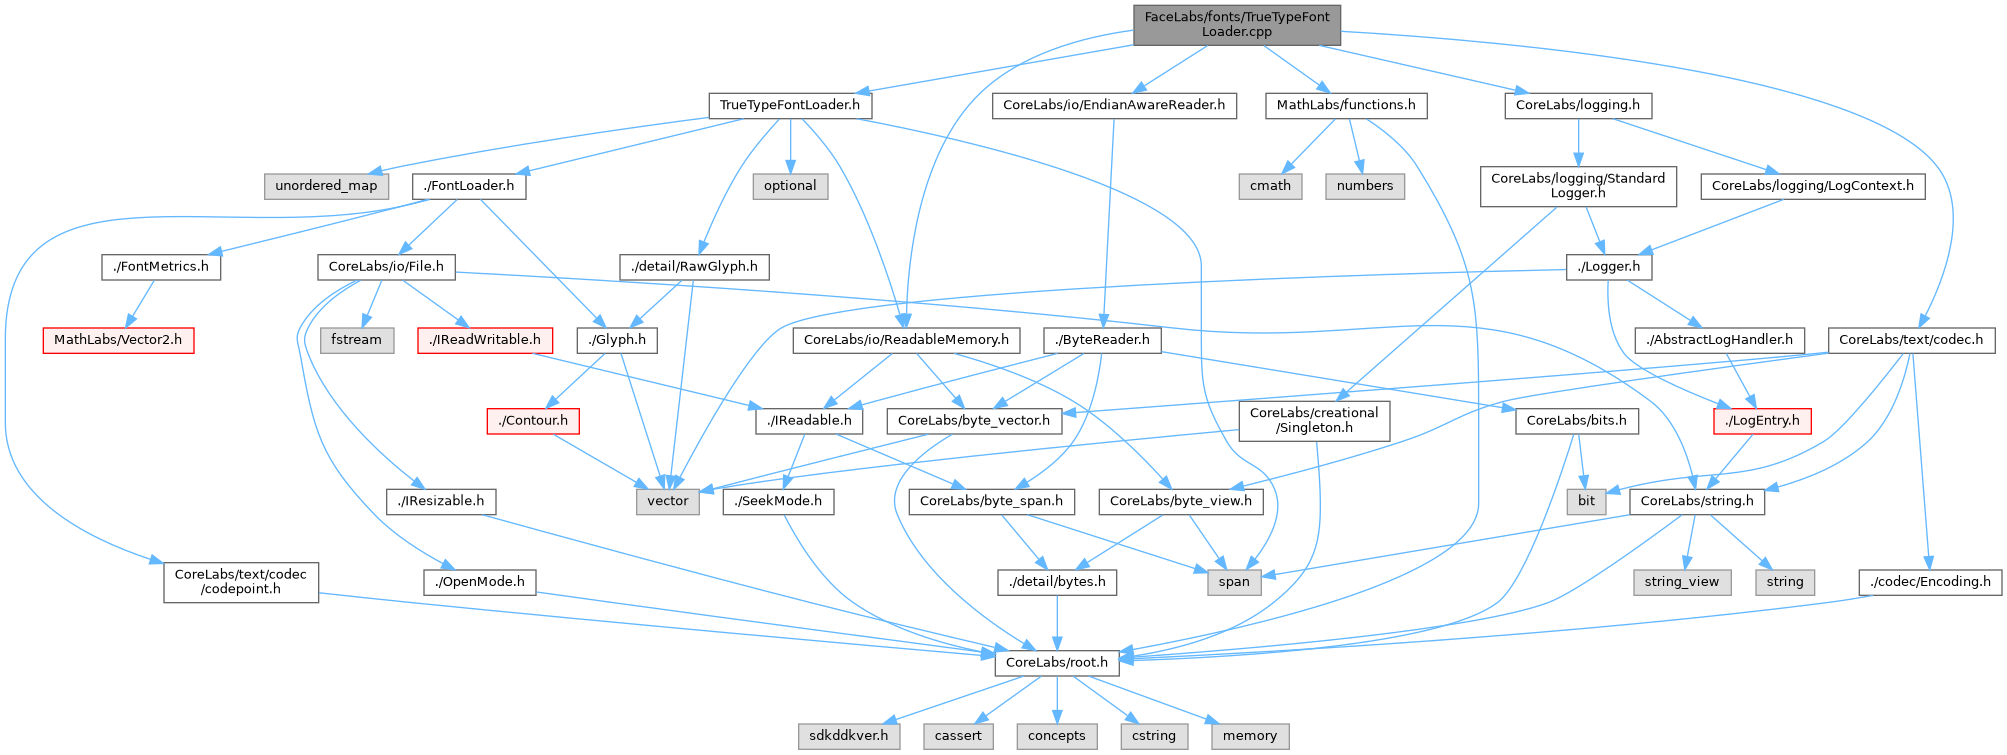 FaceLabs/fonts/TrueTypeFont
Loader.cpp
TrueTypeFontLoader.h
CoreLabs/io/EndianAwareReader.h
MathLabs/functions.h
CoreLabs/logging.h
unordered_map
./FontLoader.h
optional
cmath
numbers
CoreLabs/logging/Standard
Logger.h
CoreLabs/logging/LogContext.h
./FontMetrics.h
CoreLabs/io/File.h
./detail/RawGlyph.h
./Logger.h
MathLabs/Vector2.h
fstream
./IReadWritable.h
./Glyph.h
CoreLabs/io/ReadableMemory.h
./ByteReader.h
./AbstractLogHandler.h
CoreLabs/text/codec.h
./Contour.h
./IReadable.h
CoreLabs/byte_vector.h
CoreLabs/creational
/Singleton.h
CoreLabs/bits.h
./LogEntry.h
./IResizable.h
vector
./SeekMode.h
CoreLabs/byte_span.h
CoreLabs/byte_view.h
bit
CoreLabs/string.h
CoreLabs/text/codec
/codepoint.h
./OpenMode.h
./detail/bytes.h
span
string_view
string
./codec/Encoding.h
CoreLabs/root.h
sdkddkver.h
cassert
concepts
cstring
memory